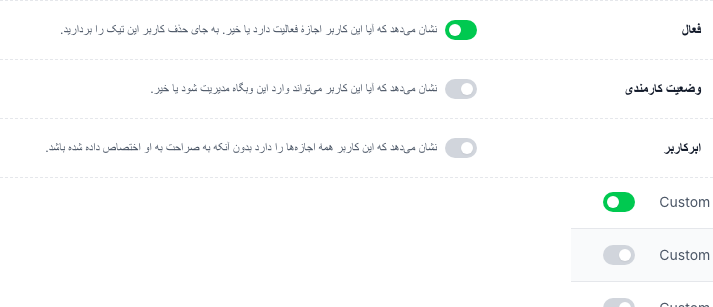 فعال
نشان می‌دهد که آیا این کاربر اجازهٔ فعالیت دارد یا خیر. به جای حذف کاربر این تیک را بردارید.
وضعیت کارمندی
نشان می‌دهد که آیا این کاربر می‌تواند وارد این وبگاه مدیریت شود یا خیر.
ابرکاربر
نشان می‌دهد که این کاربر همهٔ اجازه‌ها را دارد بدون آنکه به صراحت به او اختصاص داده شده باشد.
Custom
Custom
Custom